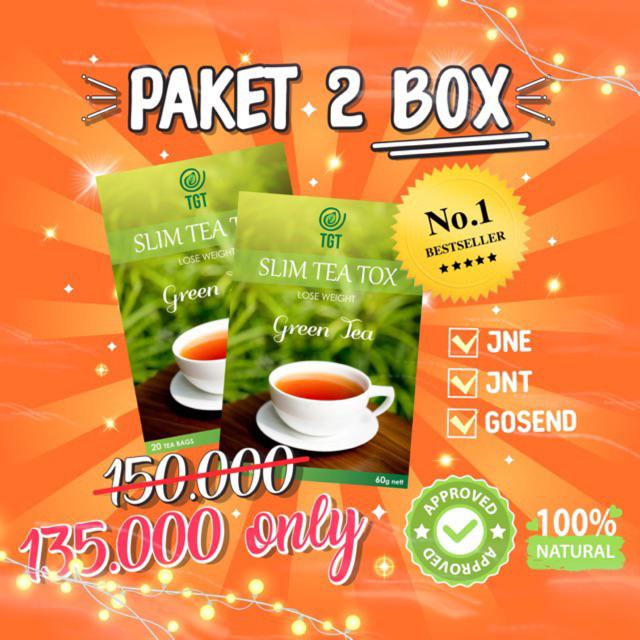 PAKET 2 BOX
TGT
SLIM TEA T
LOSE WEIGHT
Green
20 TEA BAGS
TGT
SLIM TEA TOX
LOSE WEIGHT
Green Tea
60g nett
No.1
BESTSELLER
JNE
JNT
GOSEND
150.000
135.000 only
APPROVED
APPROVED
100%
NATURAL